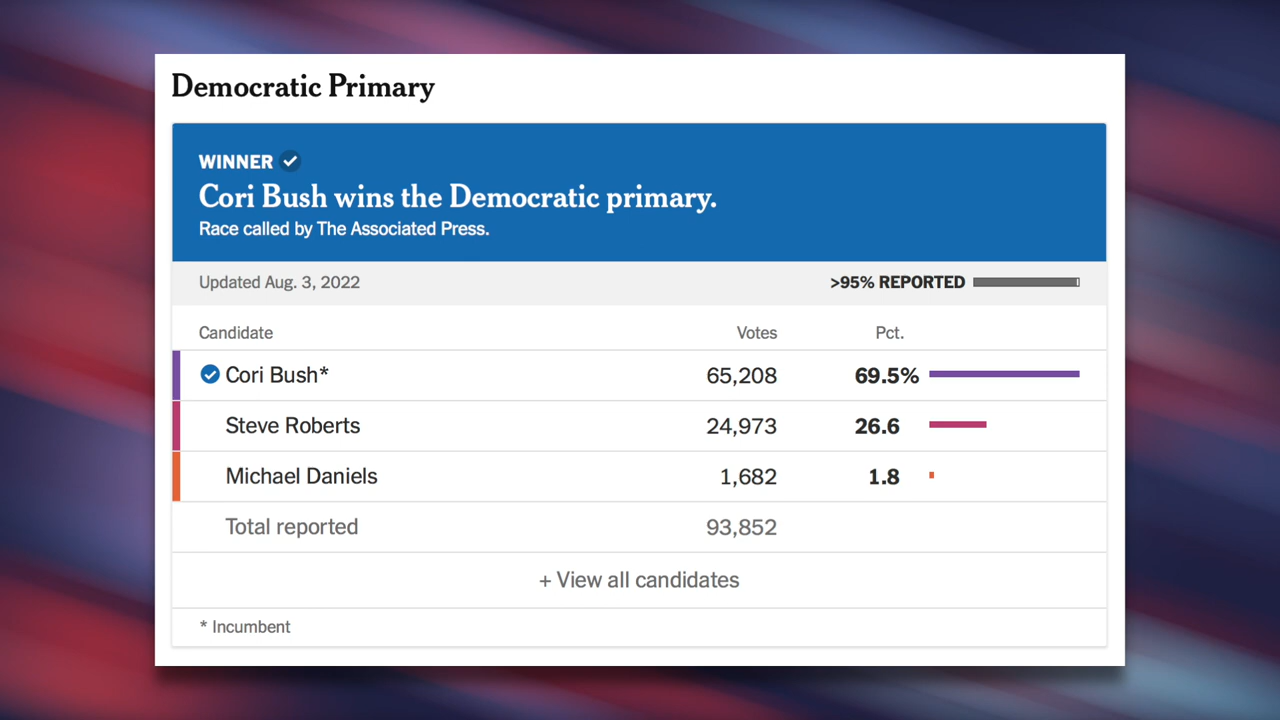 Democratic Primary
WINNER
Cori Bush wins the Democratic primary.
Race called by The Associated Press.
Updated Aug. 3, 2022 >95% REPORTED
Candidate Votes Pct.
Cori Bush* 65,208 69.5%
Steve Roberts 24,973 26.6
Michael Daniels 1,682 1.8
Total reported 93,852
+ View all candidates
* Incumbent